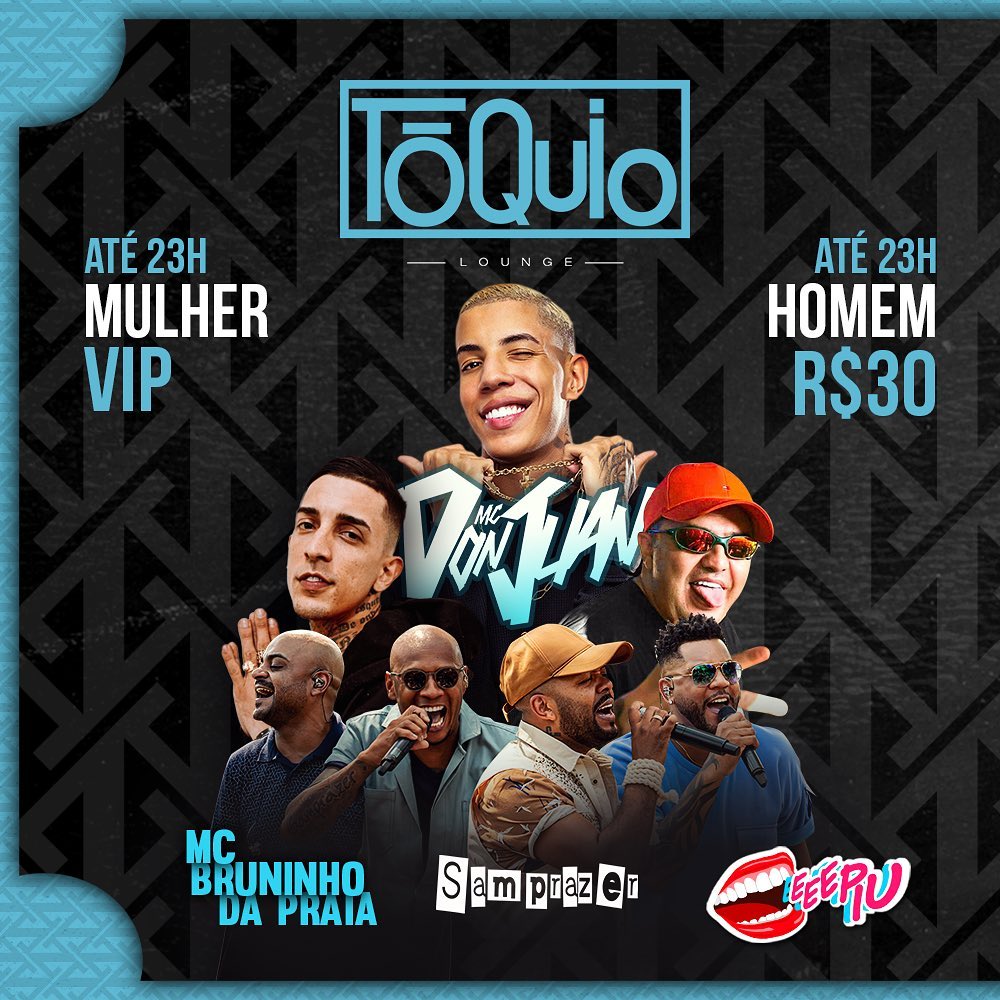 TōQuio
LOUNGE
ATÉ 23H
MULHER
VIP
ATÉ 23H
HOMEM
R$30
MC
DON JUAN
MC
BRUNINHO
DA PRAIA
Samprazer
EEEPIU